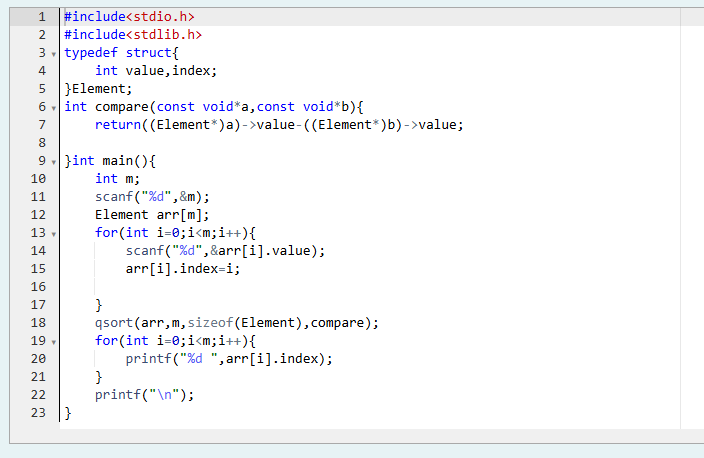 1 #include<stdio.h>
2 #include<stdlib.h>
3 typedef struct{
4     int value,index;
5 }Element;
6 int compare(const void*a,const void*b){
7     return((Element*)a)->value-((Element*)b)->value;
8
9 }int main(){
10     int m;
11     scanf("%d",&m);
12     Element arr[m];
13     for(int i=0;i<m;i++){
14         scanf("%d",&arr[i].value);
15         arr[i].index=i;
16
17     }
18     qsort(arr,m,sizeof(Element),compare);
19     for(int i=0;i<m;i++){
20         printf("%d ",arr[i].index);
21     }
22     printf("\n");
23 }